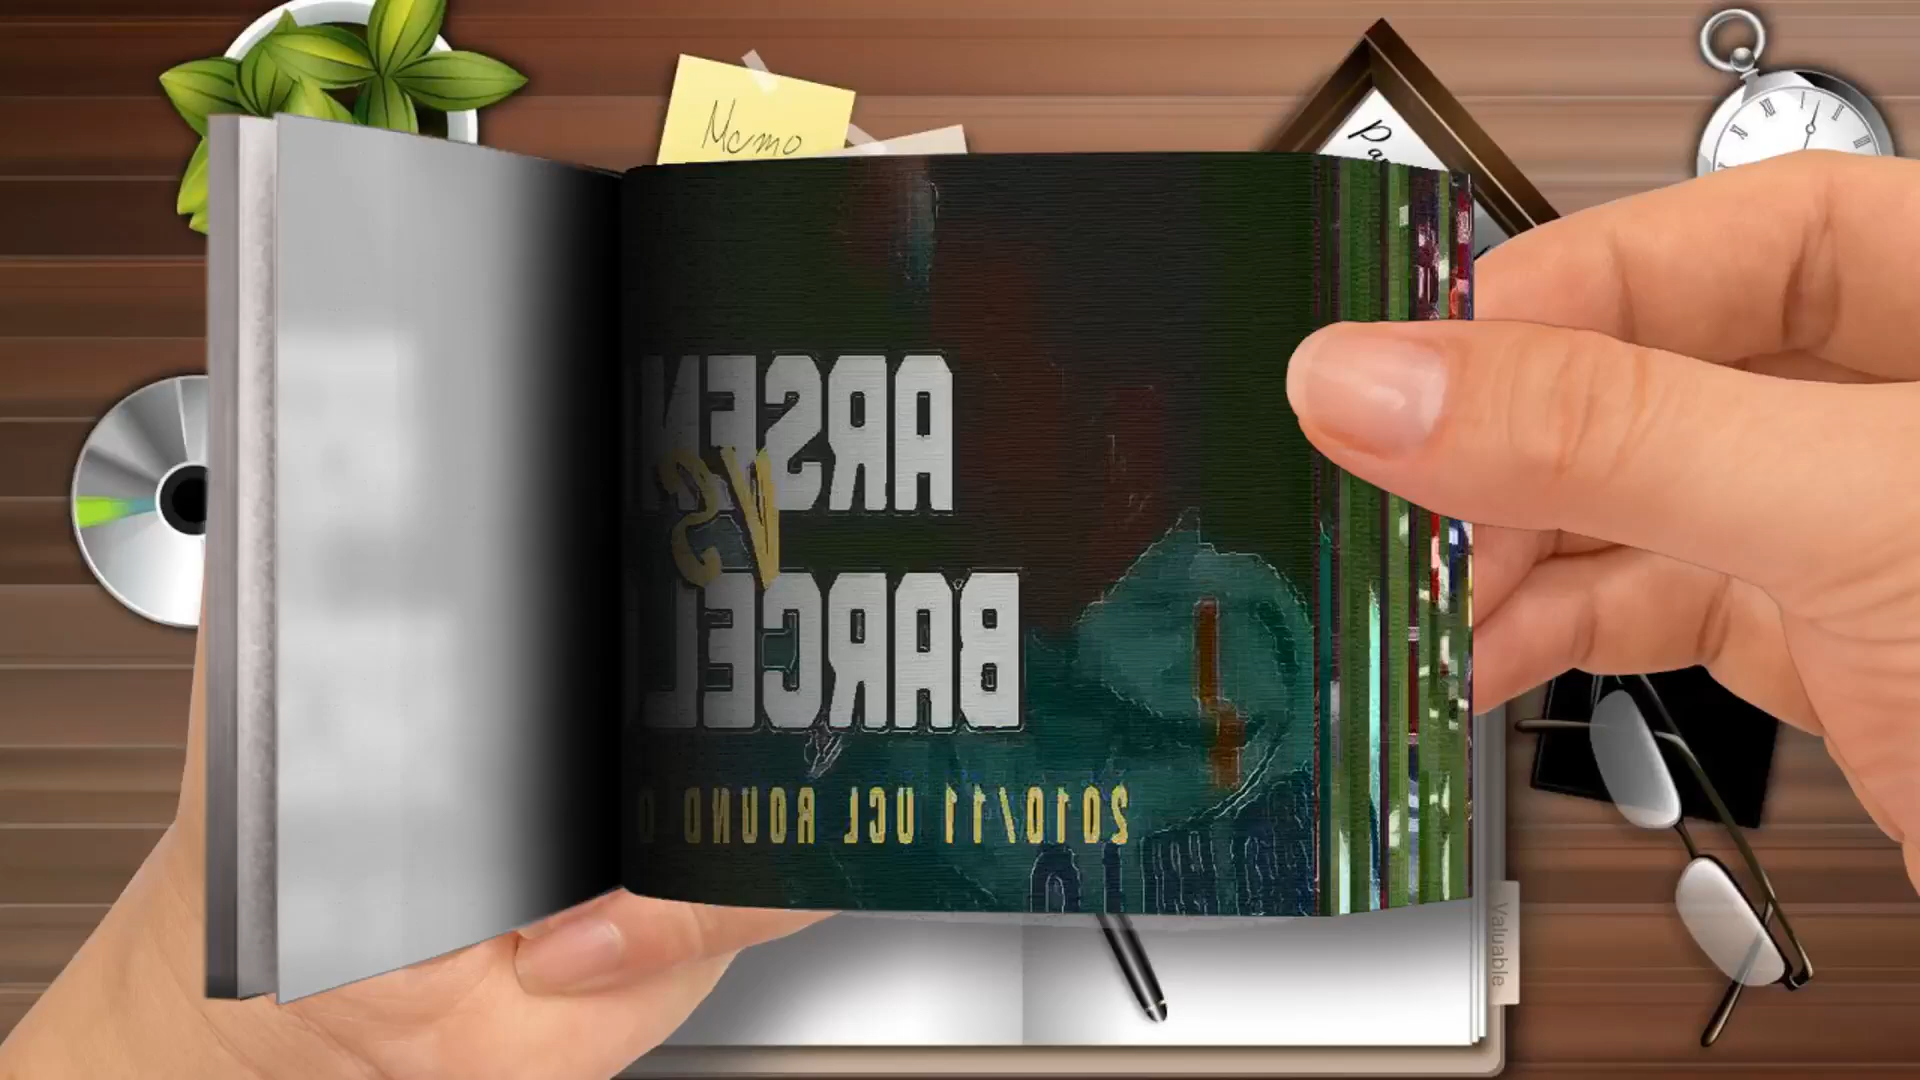 Memo
ARSEN
VS
BARCEL
2010/11 UCL ROUND O
Valuable